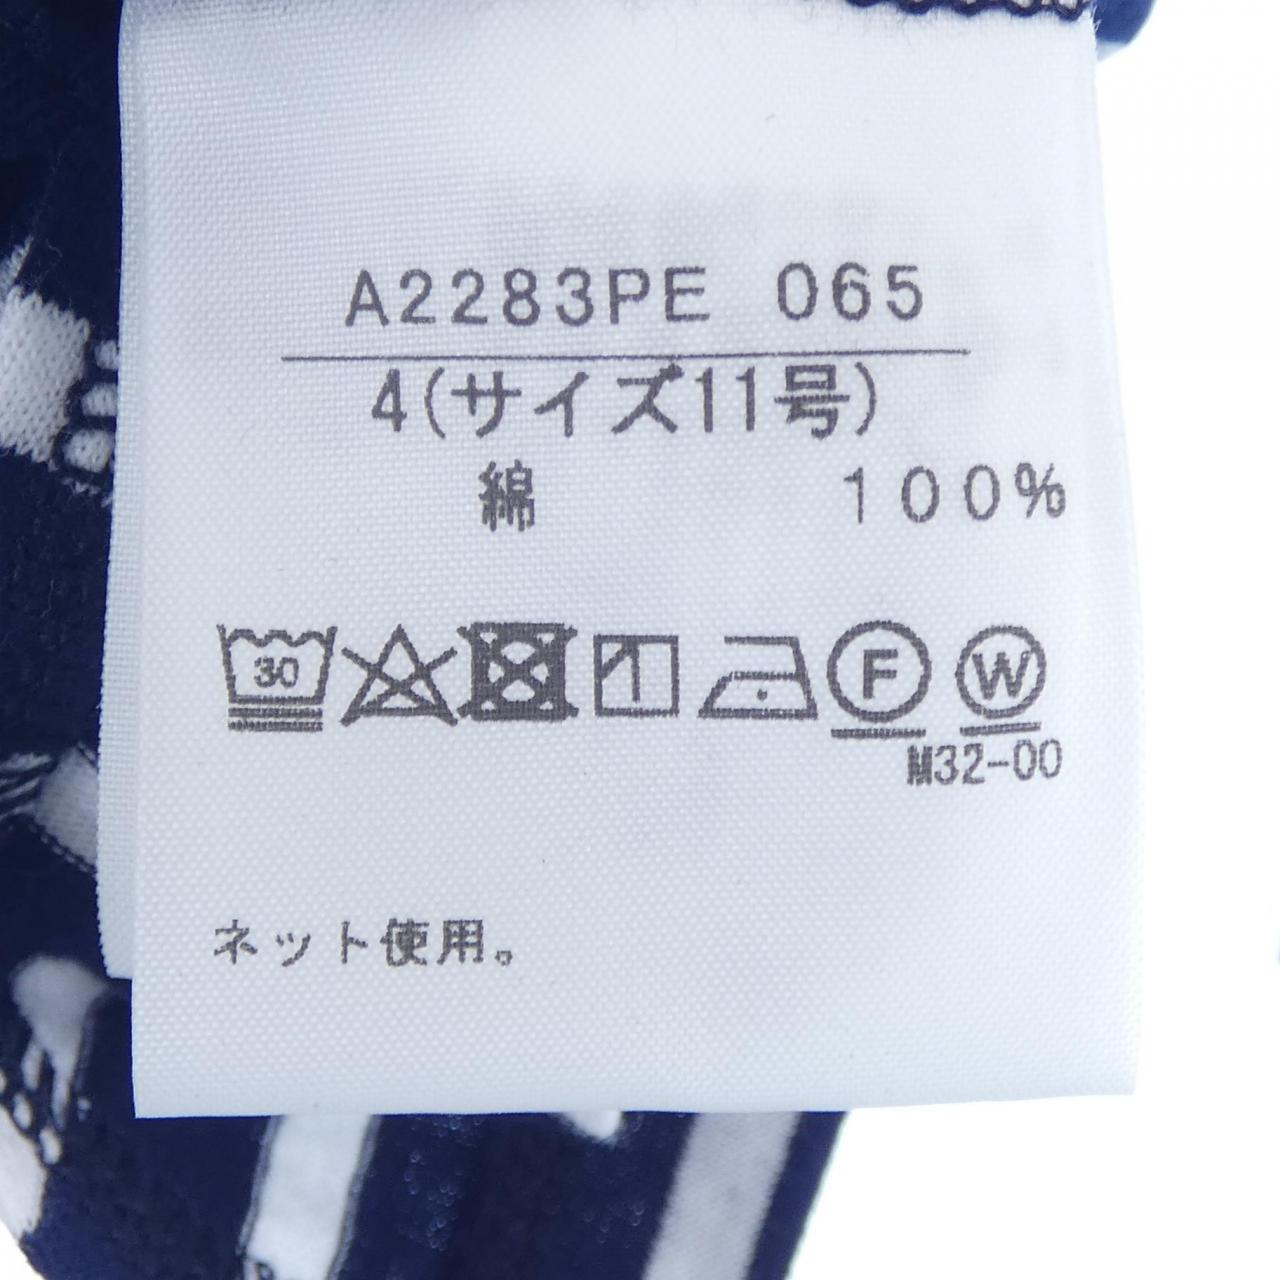 A2283PE 065
4(サイズ11号)
綿 100%
30 F W
M32-00
ネット使用。